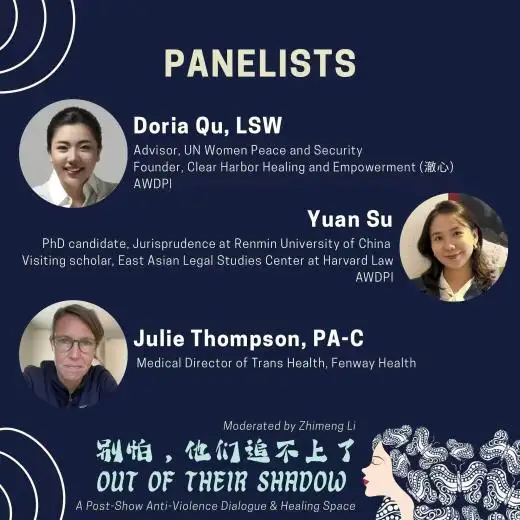 PANELISTS
Doria Qu, LSW
Advisor, UN Women Peace and Security
Founder, Clear Harbor Healing and Empowerment (澈心)
AWDPI
Yuan Su
PhD candidate, Jurisprudence at Renmin University of China
Visiting scholar, East Asian Legal Studies Center at Harvard Law
AWDPI
Julie Thompson, PA-C
Medical Director of Trans Health, Fenway Health
Moderated by Zhimeng Li
别怕，他们追不上了
OUT OF THEIR SHADOW
A Post-Show Anti-Violence Dialogue & Healing Space